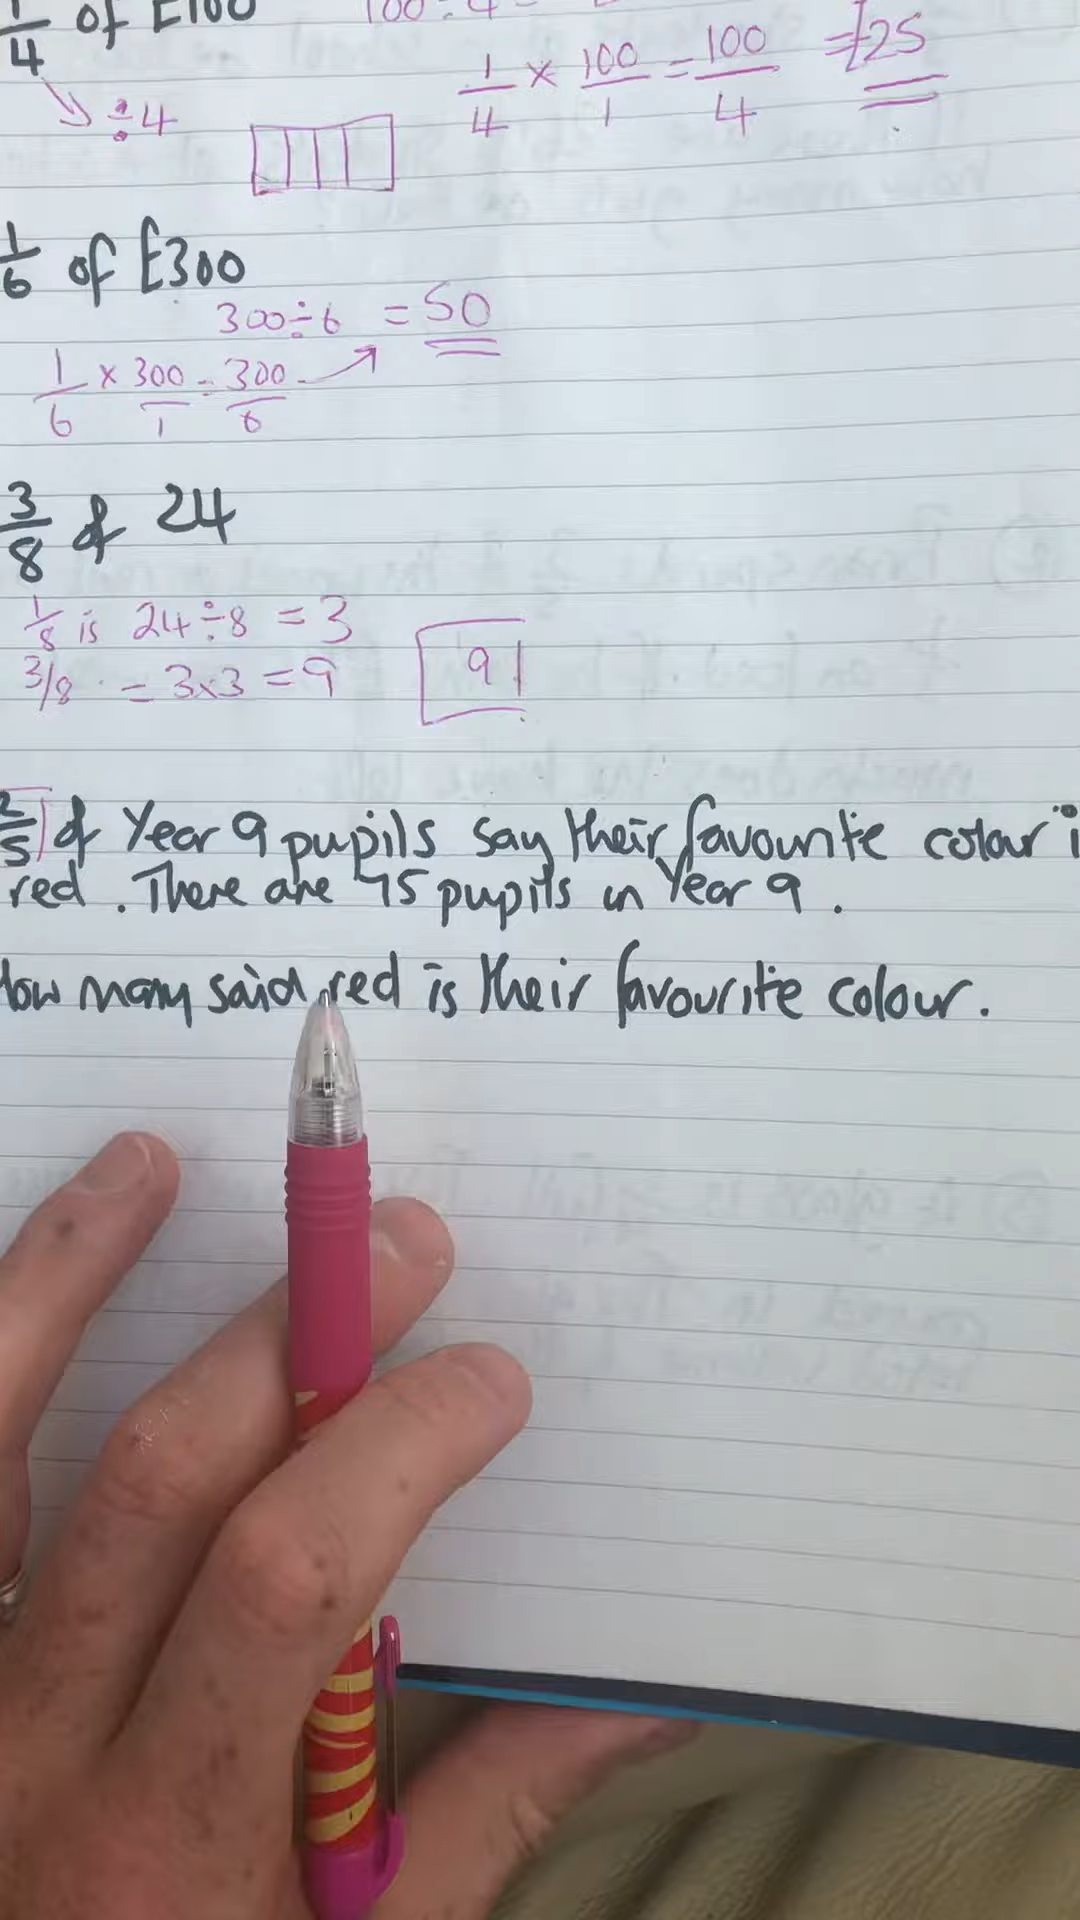 1/4 of £100 100 ÷ 4 =
↘ ÷4 1/4 × 100/1 = 100/4 = £25
1/6 of £300
300 ÷ 6 = 50
1/6 × 300/1 = 300/6
3/8 of 24
1/8 is 24 ÷ 8 = 3
3/8 = 3×3 = 9 9
2/5 of Year 9 pupils say their favourite colour i
red. There are 45 pupils in Year 9.
How many said red is their favourite colour.